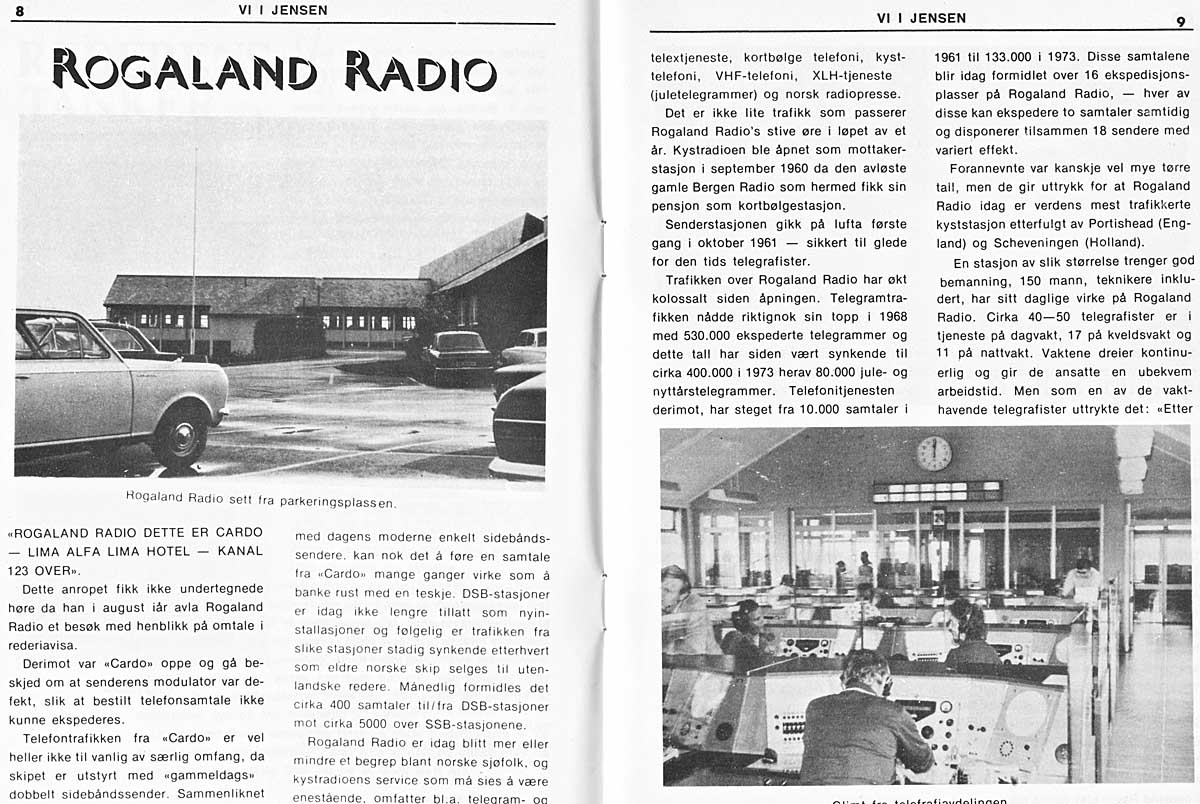 8
VI I JENSEN
ROGALAND RADIO
Rogaland Radio sett fra parkeringsplassen.
«ROGALAND RADIO DETTE ER CARDO
— LIMA ALFA LIMA HOTEL — KANAL
123 OVER».
Dette anropet fikk ikke undertegnede
høre da han i august iår avla Rogaland
Radio et besøk med henblikk på omtale i
rederiavisa.
Derimot var «Cardo» oppe og gå be-
skjed om at senderens modulator var de-
fekt, slik at bestilt telefonsamtale ikke
kunne ekspederes.
Telefontrafikken fra «Cardo» er vel
heller ikke til vanlig av særlig omfang, da
skipet er utstyrt med «gammeldags»
dobbelt sidebåndssender. Sammenliknet
med dagens moderne enkelt sidebånds-
sendere. kan nok det å føre en samtale
fra «Cardo» mange ganger virke som å
banke rust med en teskje. DSB-stasjoner
er idag ikke lengre tillatt som nyin-
stallasjoner og følgelig er trafikken fra
slike stasjoner stadig synkende etterhvert
som eldre norske skip selges til uten-
landske redere. Månedlig formidles det
cirka 400 samtaler til/fra DSB-stasjoner
mot cirka 5000 over SSB-stasjonene.
Rogaland Radio er idag blitt mer eller
mindre et begrep blant norske sjøfolk, og
kystradioens service som må sies å være
enestående, omfatter bl.a. telegram- og
VI I JENSEN
9
telextjeneste, kortbølge telefoni, kyst-
telefoni, VHF-telefoni, XLH-tjeneste
(juletelegrammer) og norsk radiopresse.
Det er ikke lite trafikk som passerer
Rogaland Radio's stive øre i løpet av et
år. Kystradioen ble åpnet som mottaker-
stasjon i september 1960 da den avløste
gamle Bergen Radio som hermed fikk sin
pensjon som kortbølgestasjon.
Senderstasjonen gikk på lufta første
gang i oktober 1961 — sikkert til glede
for den tids telegrafister.
Trafikken over Rogaland Radio har økt
kolossalt siden åpningen. Telegramtra-
fikken nådde riktignok sin topp i 1968
med 530.000 ekspederte telegrammer og
dette tall har siden vært synkende til
cirka 400.000 i 1973 herav 80.000 jule- og
nyttårstelegrammer. Telefonitjenesten
derimot, har steget fra 10.000 samtaler i
1961 til 133.000 i 1973. Disse samtalene
blir idag formidlet over 16 ekspedisjons-
plasser på Rogaland Radio, — hver av
disse kan ekspedere to samtaler samtidig
og disponerer tilsammen 18 sendere med
variert effekt.
Forannevnte var kanskje vel mye tørre
tall, men de gir uttrykk for at Rogaland
Radio idag er verdens mest trafikkerte
kyststasjon etterfulgt av Portishead (Eng-
land) og Scheveningen (Holland).
En stasjon av slik størrelse trenger god
bemanning, 150 mann, teknikere inklu-
dert, har sitt daglige virke på Rogaland
Radio. Cirka 40—50 telegrafister er i
tjeneste på dagvakt, 17 på kveldsvakt og
11 på nattvakt. Vaktene dreier kontinu-
erlig og gir de ansatte en ubekvem
arbeidstid. Men som en av de vakt-
havende telegrafister uttrykte det: «Etter